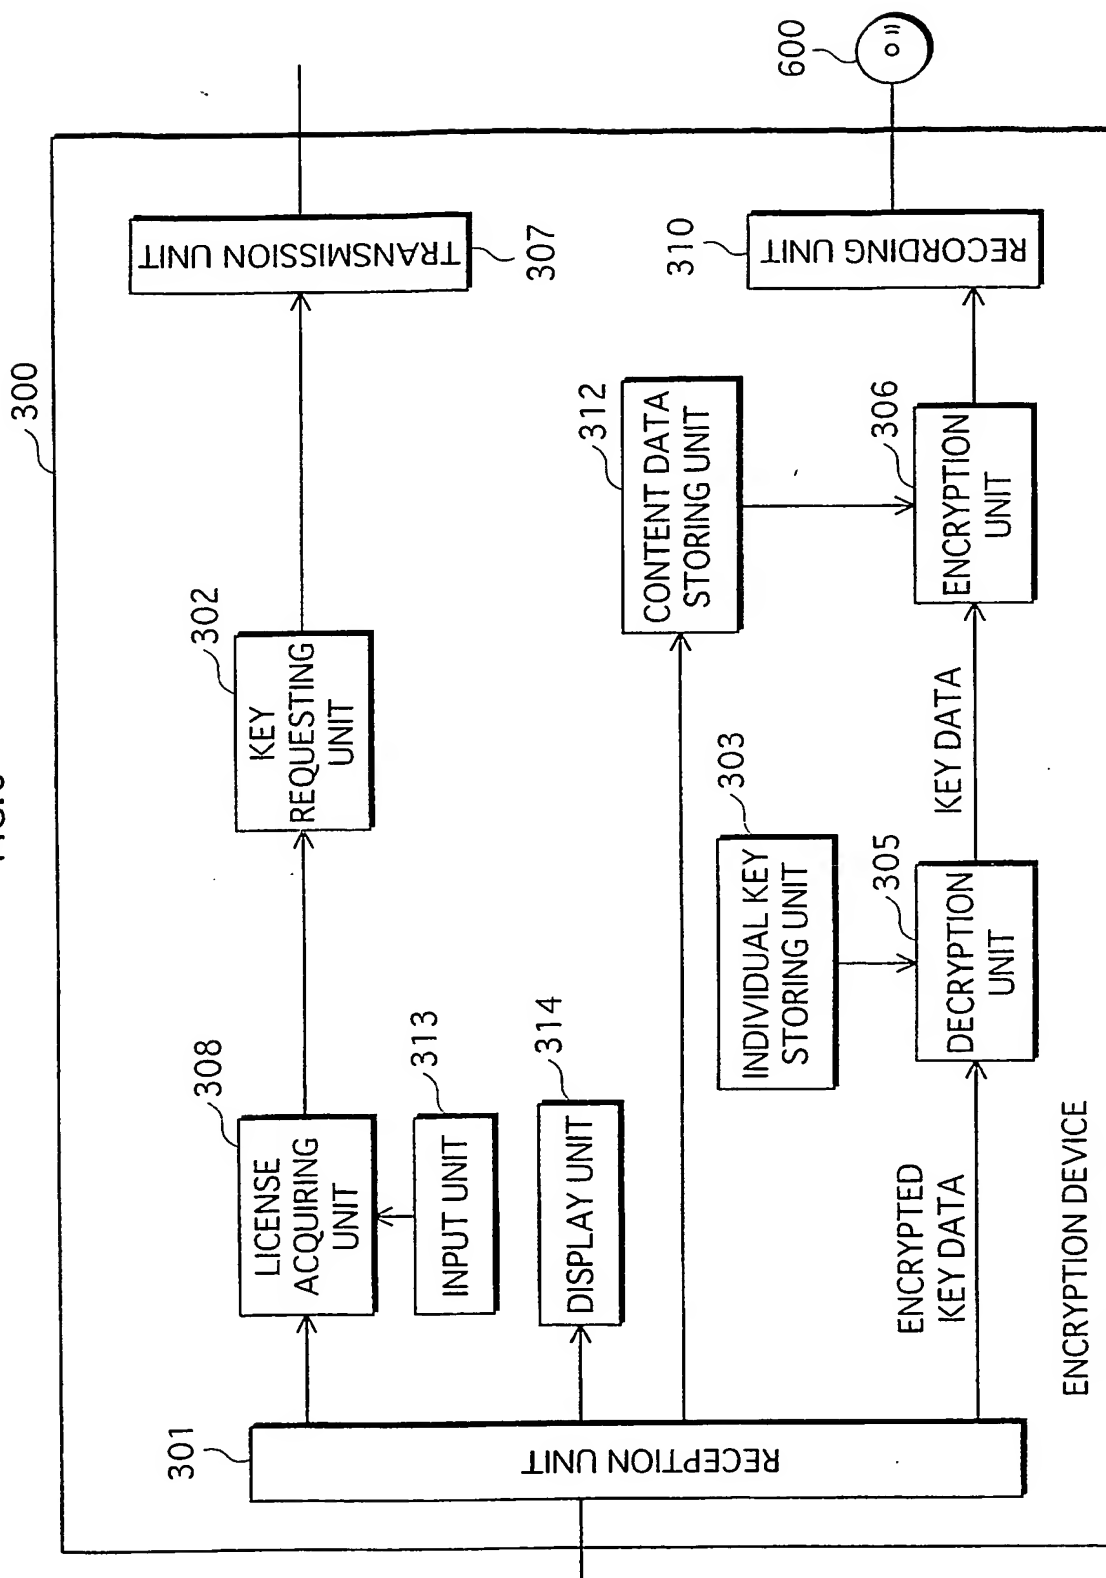 300
301
RECEPTION UNIT
308
LICENSE
ACQUIRING
UNIT
313
INPUT UNIT
314
DISPLAY UNIT
302
KEY
REQUESTING
UNIT
TRANSMISSION UNIT
307
312
CONTENT DATA
STORING UNIT
303
INDIVIDUAL KEY
STORING UNIT
ENCRYPTED
KEY DATA
305
DECRYPTION
UNIT
KEY DATA
306
ENCRYPTION
UNIT
310
RECORDING UNIT
600
ENCRYPTION DEVICE